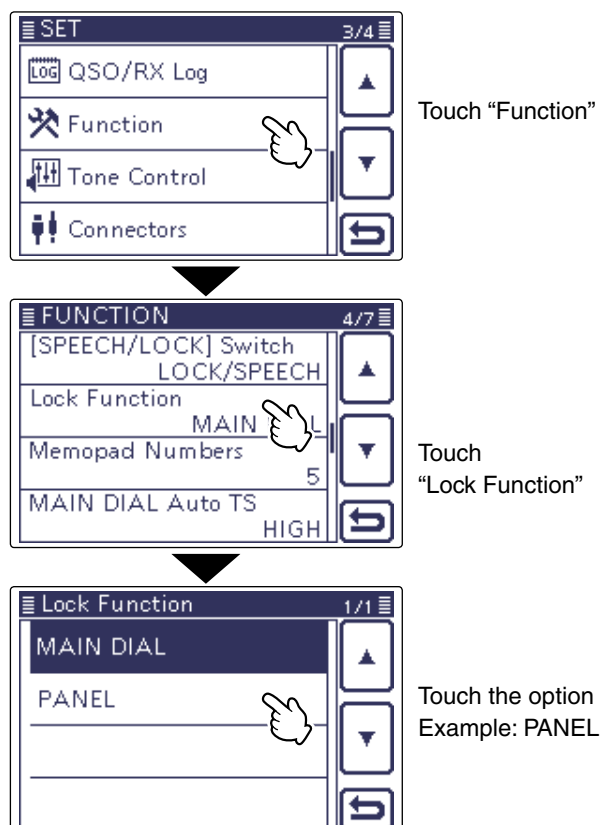 SET 3/4
LOG QSO/RX Log
Function
Touch “Function”
Tone Control
Connectors
FUNCTION 4/7
[SPEECH/LOCK] Switch
LOCK/SPEECH
Lock Function
MAIN
Memopad Numbers
5
MAIN DIAL Auto TS
HIGH
Touch
“Lock Function”
Lock Function 1/1
MAIN DIAL
PANEL
Touch the option
Example: PANEL